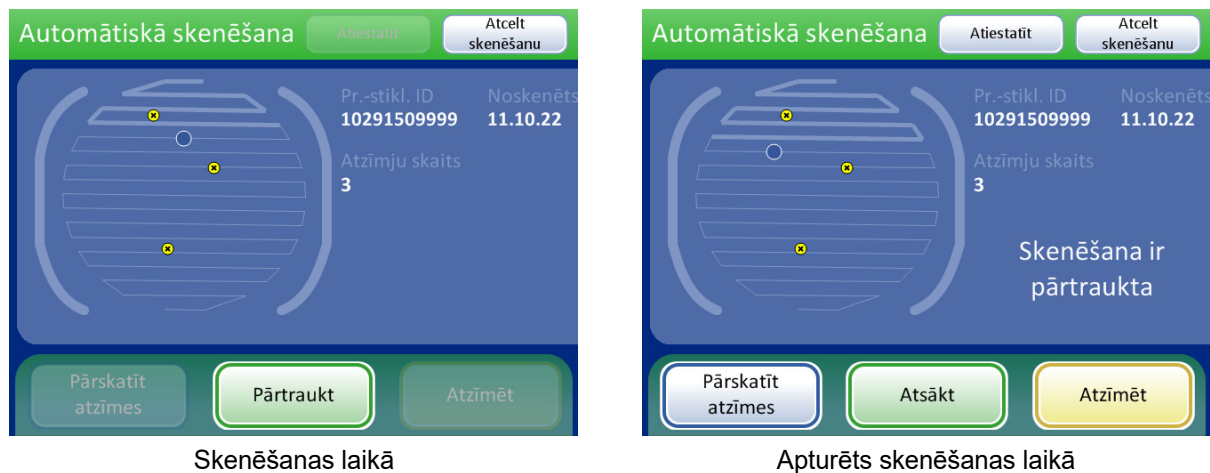 Automātiskā skenēšana
Atiestatīt
Atcelt
skenēšanu
Pr.-stikl. ID
Noskenēts
10291509999
11.10.22
Atzīmju skaits
3
Pārskatīt
atzīmes
Pārtraukt
Atzīmēt
Skenēšanas laikā
Automātiskā skenēšana
Atiestatīt
Atcelt
skenēšanu
Pr.-stikl. ID
Noskenēts
10291509999
11.10.22
Atzīmju skaits
3
Skenēšana ir
pārtraukta
Pārskatīt
atzīmes
Atsākt
Atzīmēt
Apturēts skenēšanas laikā